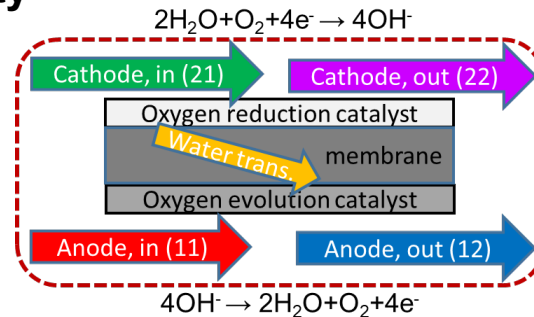 2H₂O+O₂+4e⁻ → 4OH⁻
Cathode, in (21)
Cathode, out (22)
Oxygen reduction catalyst
Water trans.
membrane
Oxygen evolution catalyst
Anode, in (11)
Anode, out (12)
4OH⁻ → 2H₂O+O₂+4e⁻